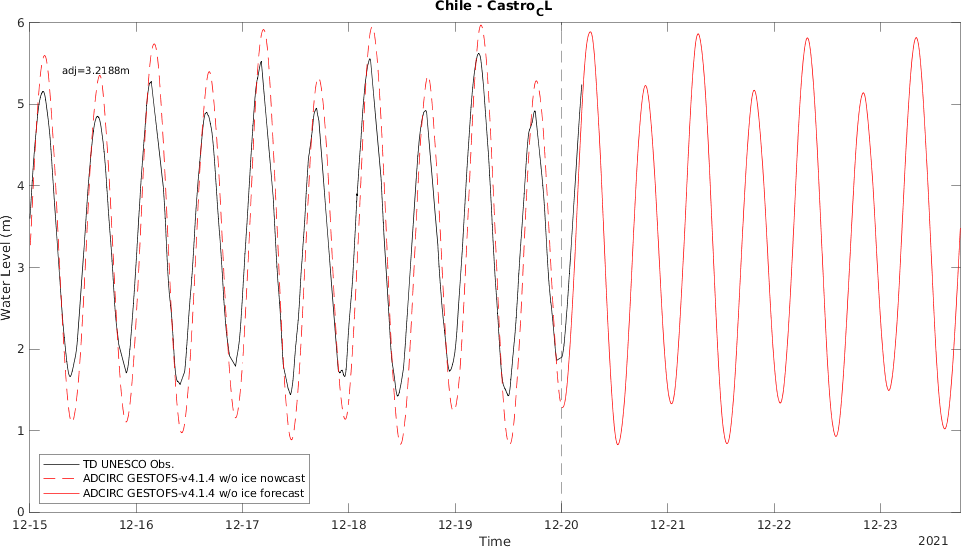 Chile - Castro_CL
6
adj=3.2188m
5
4
3
2
1
0
Water Level (m)
TD UNESCO Obs.
ADCIRC GESTOFS-v4.1.4 w/o ice nowcast
ADCIRC GESTOFS-v4.1.4 w/o ice forecast
12-15 12-16 12-17 12-18 12-19 12-20 12-21 12-22 12-23
Time
2021